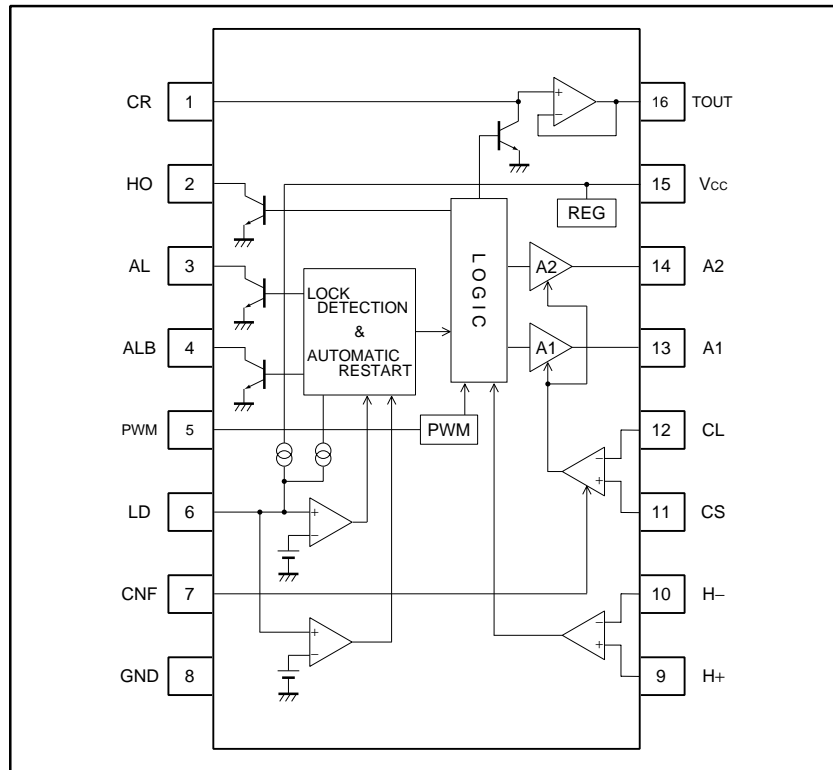 CR 1
16 TOUT
HO 2
15 Vcc
REG
AL 3
LOGIC
A2
14 A2
LOCK
DETECTION
&
AUTOMATIC
RESTART
ALB 4
A1
13 A1
PWM 5
PWM
12 CL
LD 6
+
−
11 CS
CNF 7
10 H−
GND 8
+
−
9 H+
+
−
−
+
−
+